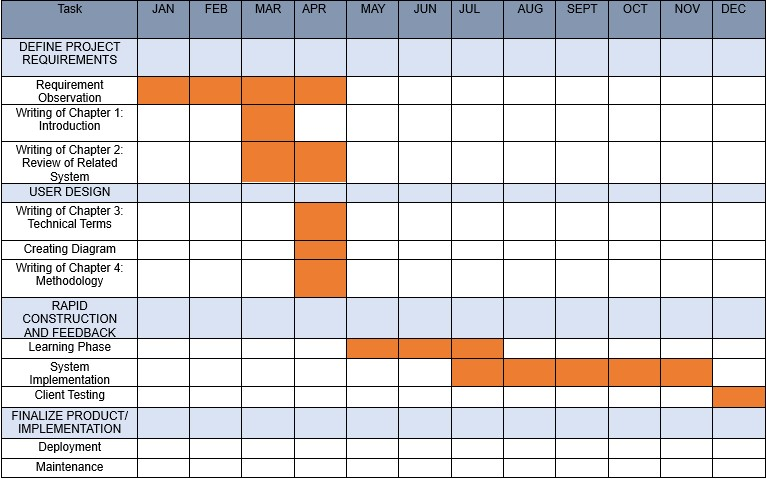 Task JAN FEB MAR APR MAY JUN JUL AUG SEPT OCT NOV DEC
DEFINE PROJECT
REQUIREMENTS
Requirement
Observation
Writing of Chapter 1:
Introduction
Writing of Chapter 2:
Review of Related
System
USER DESIGN
Writing of Chapter 3:
Technical Terms
Creating Diagram
Writing of Chapter 4:
Methodology
RAPID
CONSTRUCTION
AND FEEDBACK
Learning Phase
System
Implementation
Client Testing
FINALIZE PRODUCT/
IMPLEMENTATION
Deployment
Maintenance